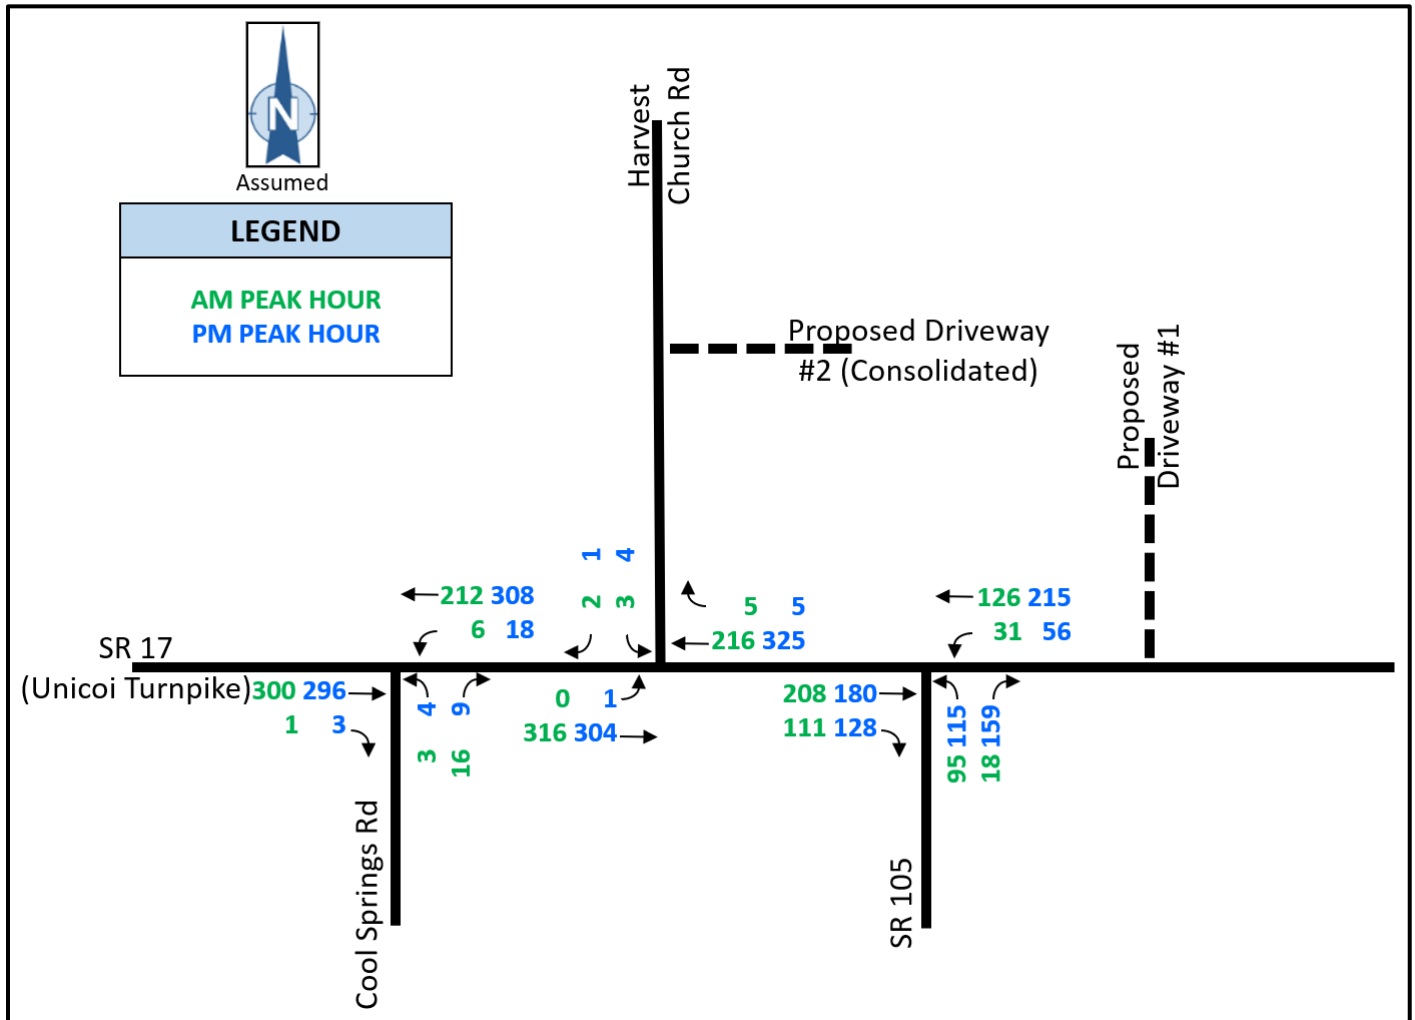 N
Assumed
LEGEND
AM PEAK HOUR
PM PEAK HOUR
Harvest
Church Rd
Proposed Driveway
#2 (Consolidated)
Proposed
Driveway #1
1 4
2 3
212 308
6 18
5 5
216 325
126 215
31 56
SR 17
(Unicoi Turnpike)
300 296
1 3
4 9
3 16
0 1
316 304
208 180
111 128
115 159
95 18
Cool Springs Rd
SR 105